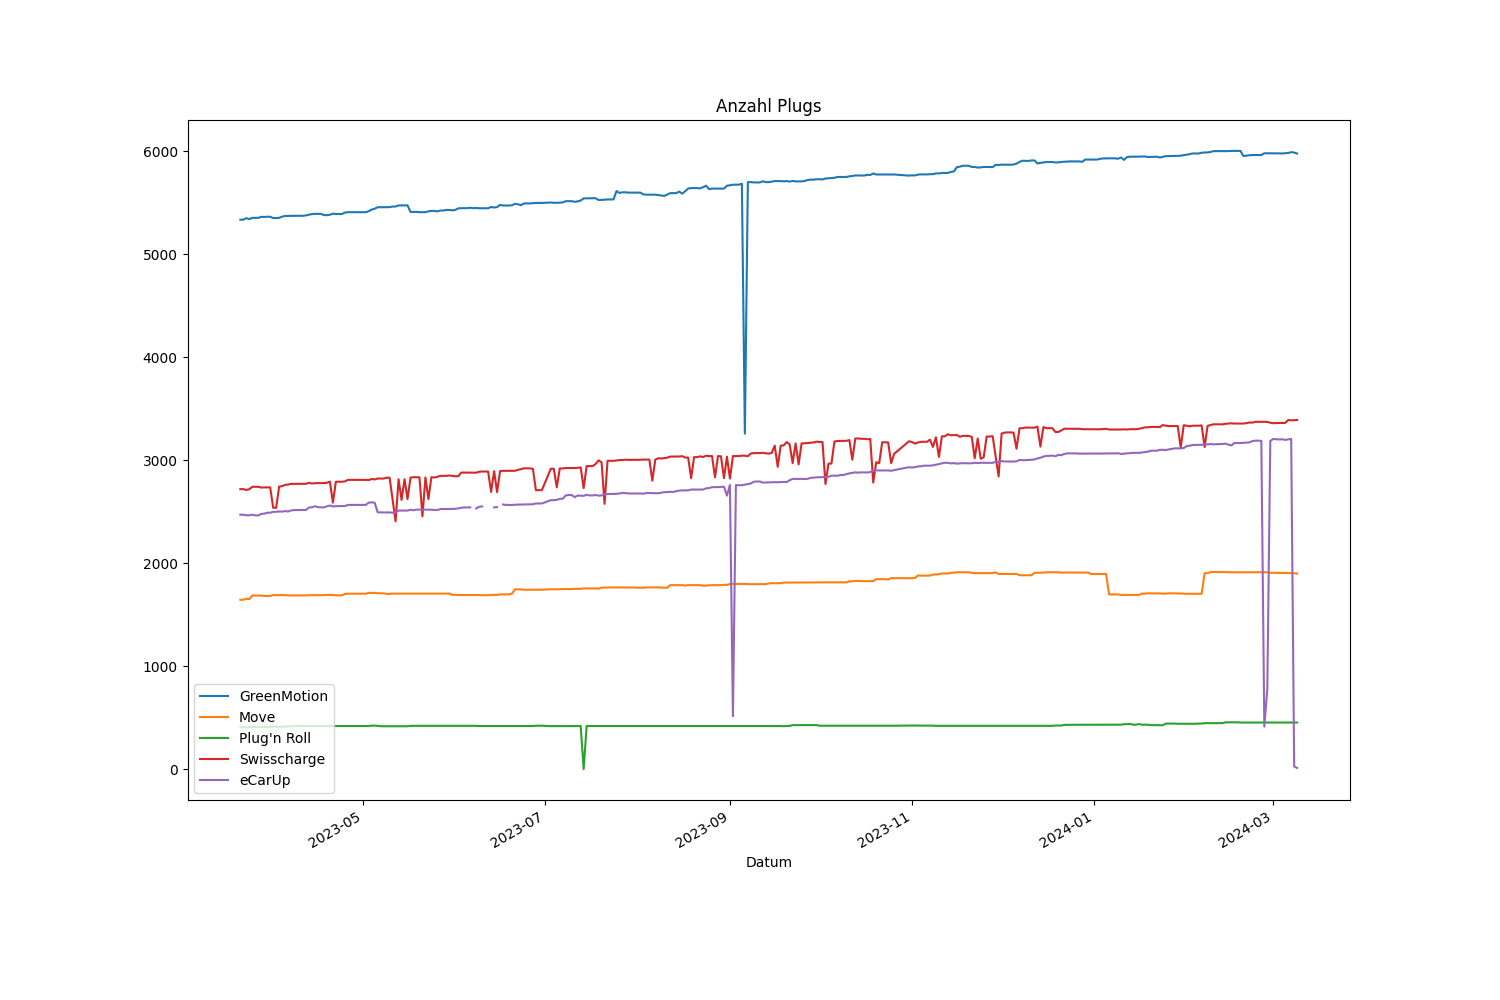 Anzahl Plugs
6000
5000
4000
3000
2000
1000
0
GreenMotion
Move
Plug'n Roll
Swisscharge
eCarUp
2023-05
2023-07
2023-09
2023-11
2024-01
2024-03
Datum